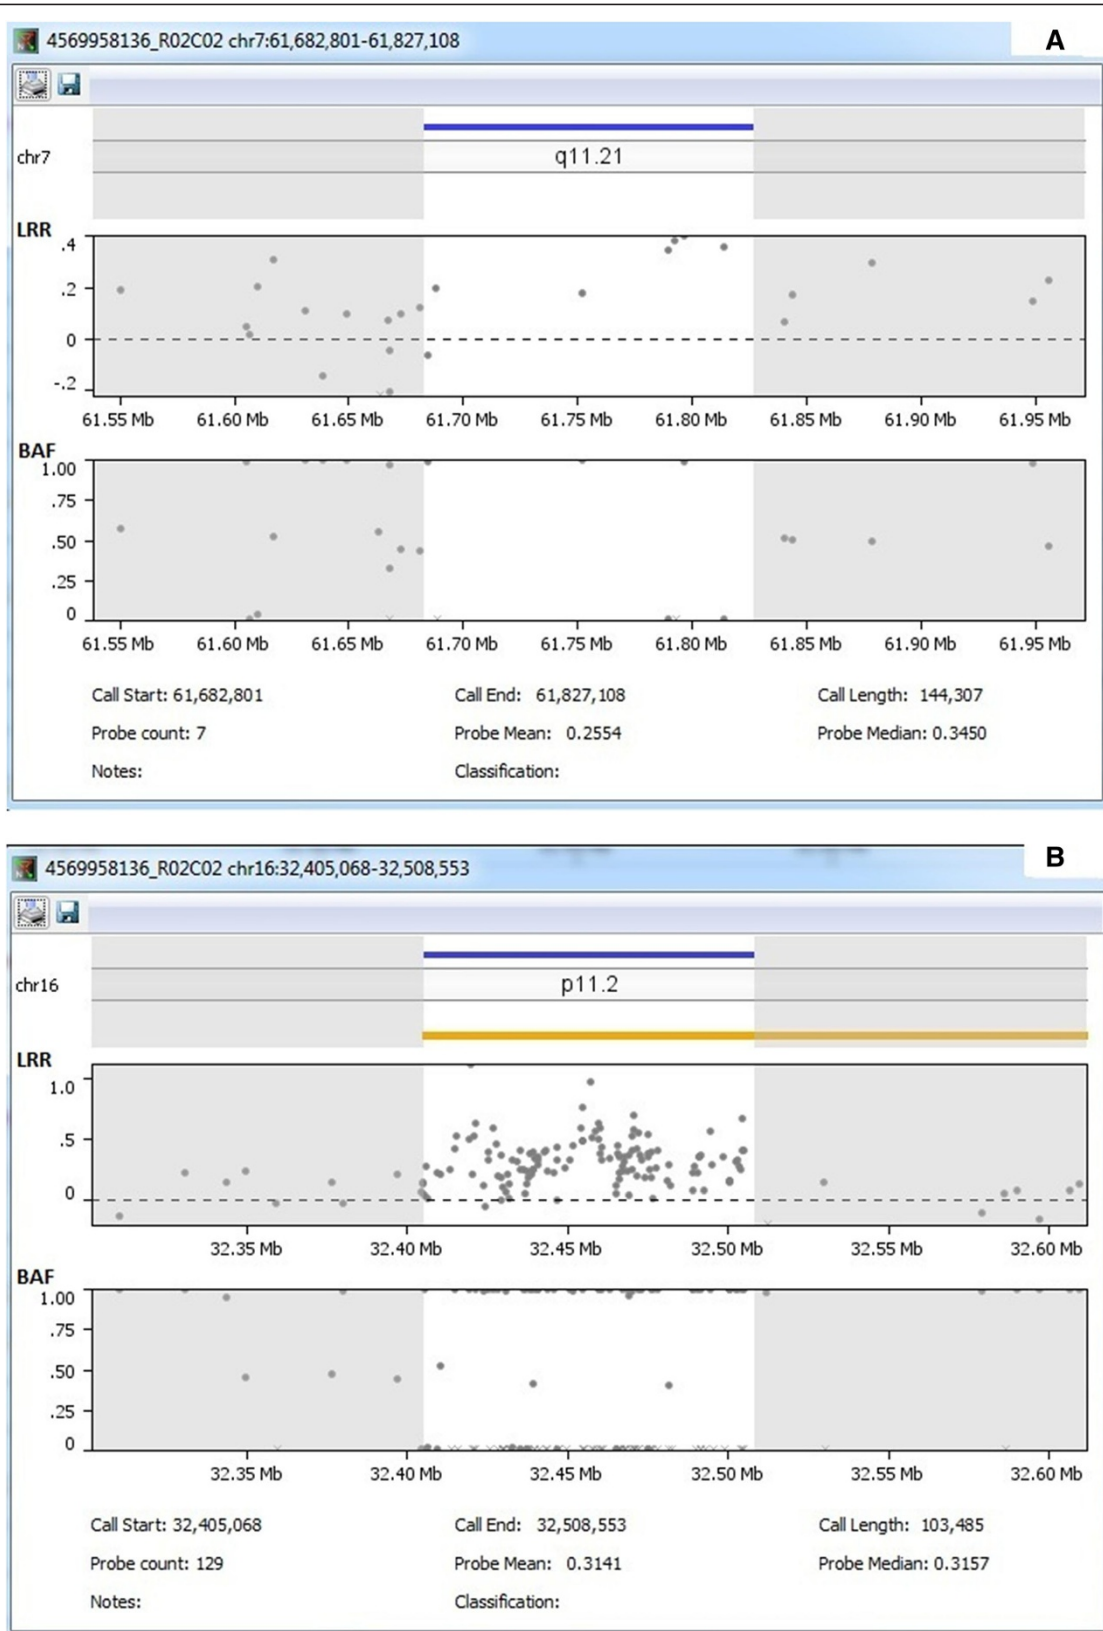 4569958136_R02C02 chr7:61,682,801-61,827,108
A
chr7
q11.21
LRR
.4
.2
0
-.2
61.55 Mb 61.60 Mb 61.65 Mb 61.70 Mb 61.75 Mb 61.80 Mb 61.85 Mb 61.90 Mb 61.95 Mb
BAF
1.00
.75
.50
.25
0
61.55 Mb 61.60 Mb 61.65 Mb 61.70 Mb 61.75 Mb 61.80 Mb 61.85 Mb 61.90 Mb 61.95 Mb
Call Start: 61,682,801 Call End: 61,827,108 Call Length: 144,307
Probe count: 7 Probe Mean: 0.2554 Probe Median: 0.3450
Notes: Classification:
4569958136_R02C02 chr16:32,405,068-32,508,553
B
chr16
p11.2
LRR
1.0
.5
0
32.35 Mb 32.40 Mb 32.45 Mb 32.50 Mb 32.55 Mb 32.60 Mb
BAF
1.00
.75
.50
.25
0
32.35 Mb 32.40 Mb 32.45 Mb 32.50 Mb 32.55 Mb 32.60 Mb
Call Start: 32,405,068 Call End: 32,508,553 Call Length: 103,485
Probe count: 129 Probe Mean: 0.3141 Probe Median: 0.3157
Notes: Classification: